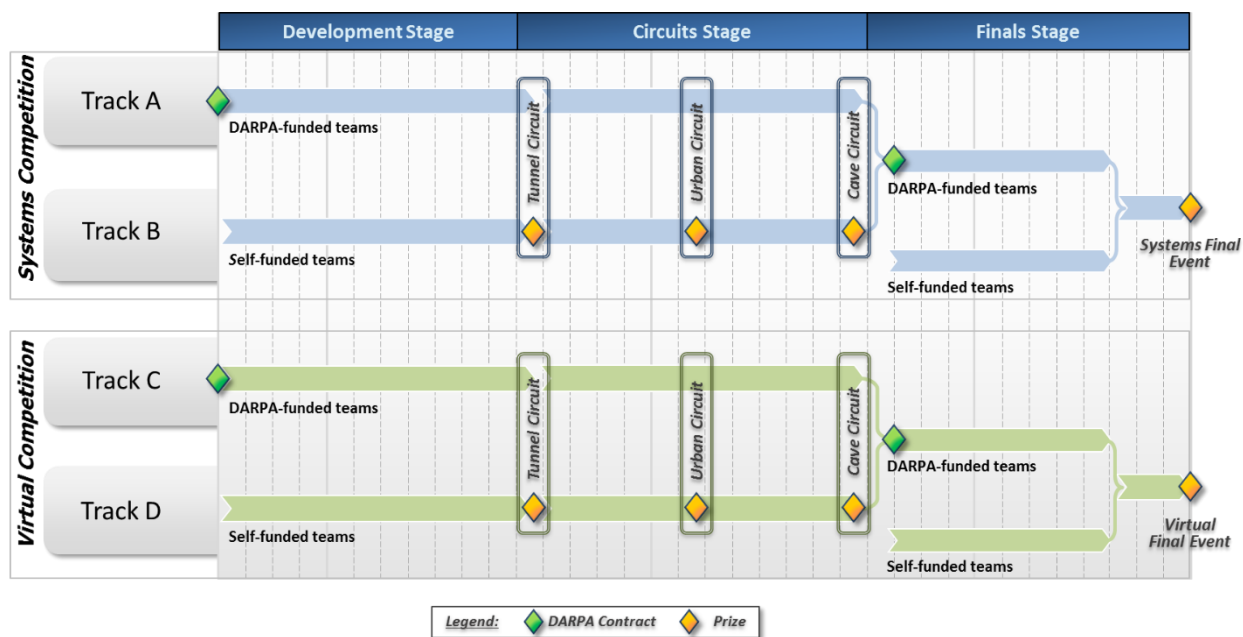 Development Stage
Circuits Stage
Finals Stage
Systems Competition
Track A
DARPA-funded teams
Track B
Self-funded teams
Tunnel Circuit
Urban Circuit
Cave Circuit
DARPA-funded teams
Self-funded teams
Systems Final
Event
Virtual Competition
Track C
DARPA-funded teams
Track D
Self-funded teams
Tunnel Circuit
Urban Circuit
Cave Circuit
DARPA-funded teams
Self-funded teams
Virtual
Final Event
Legend: DARPA Contract Prize